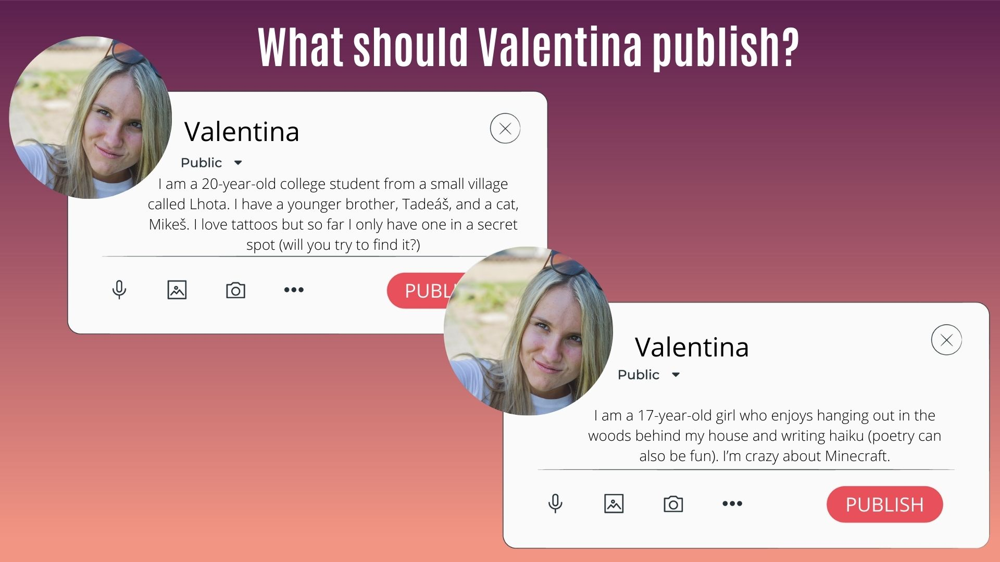 What should Valentina publish?
Valentina
Public
I am a 20-year-old college student from a small village
called Lhota. I have a younger brother, Tadeáš, and a cat,
Mikeš. I love tattoos but so far I only have one in a secret
spot (will you try to find it?)
PUBL
Valentina
Public
I am a 17-year-old girl who enjoys hanging out in the
woods behind my house and writing haiku (poetry can
also be fun). I’m crazy about Minecraft.
PUBLISH